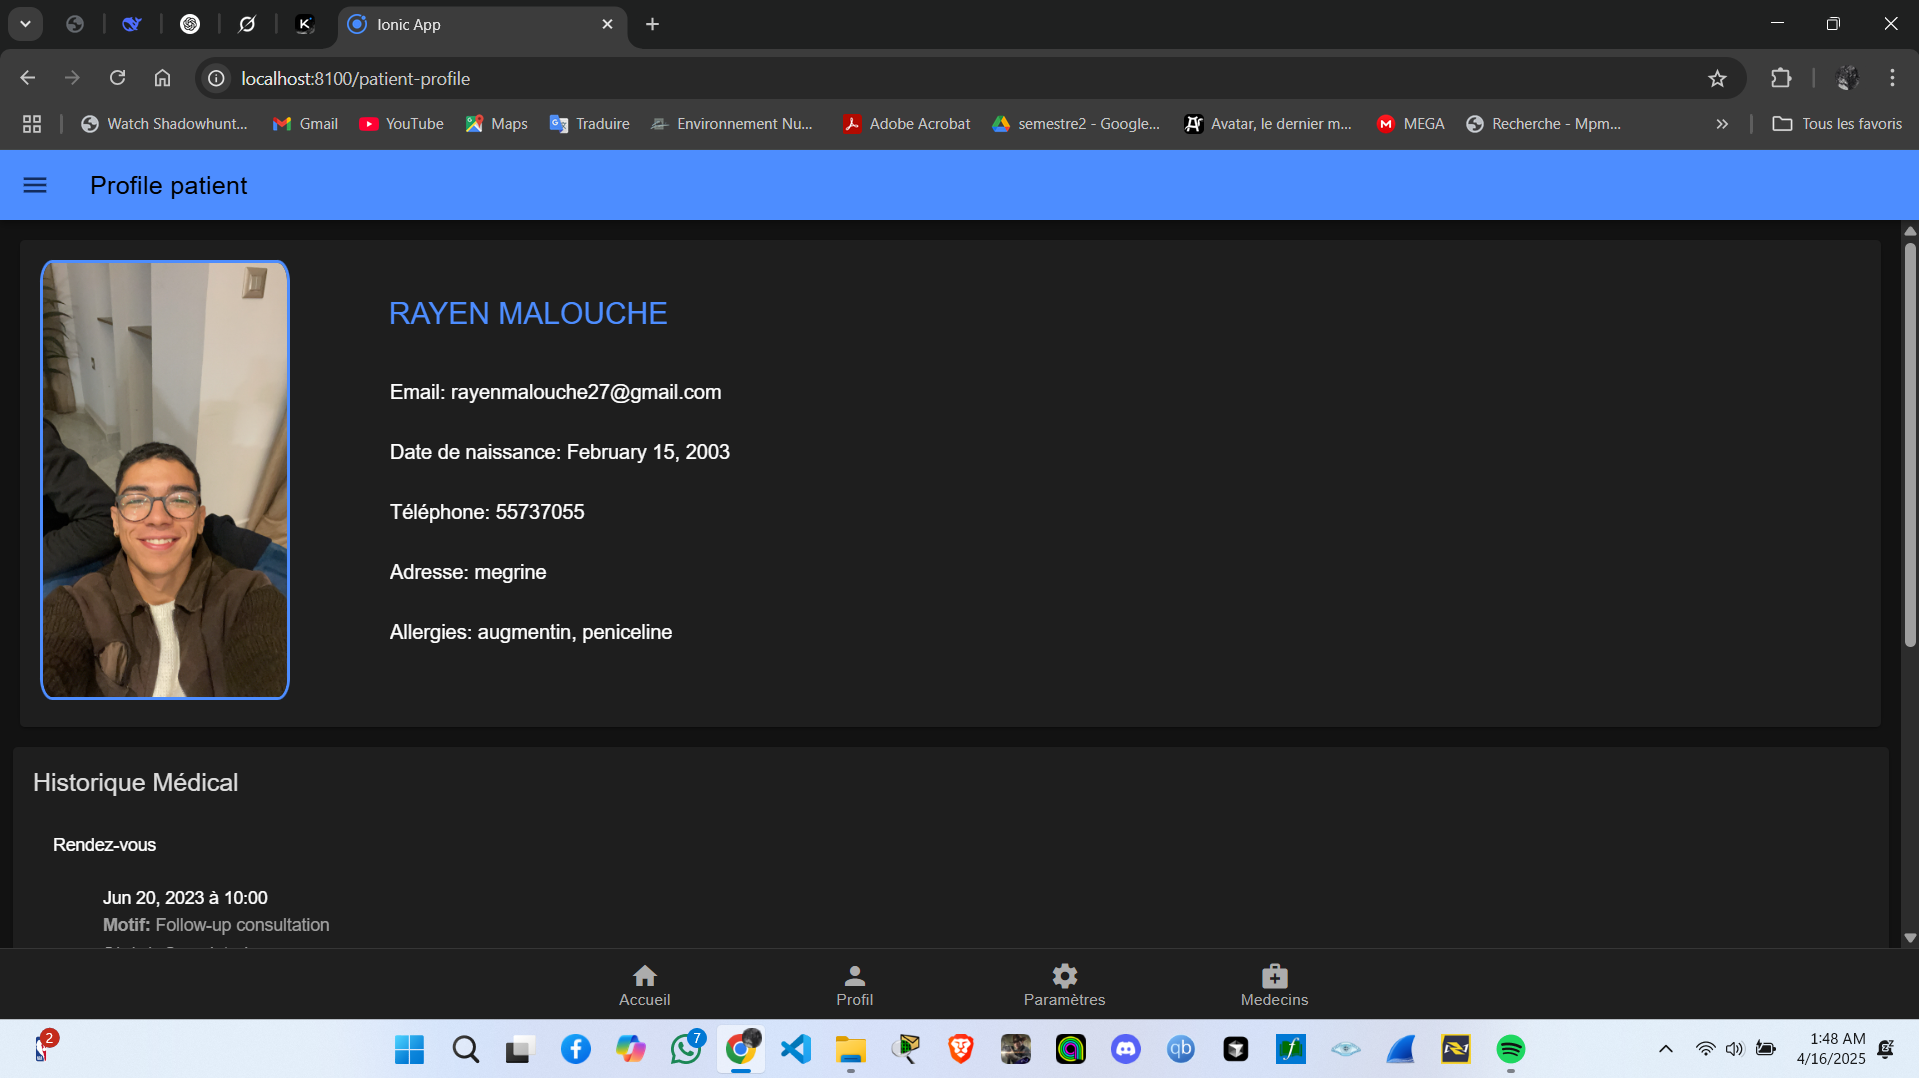 Ionic App
localhost:8100/patient-profile
Watch Shadowhunt...
Gmail
YouTube
Maps
Traduire
Environnement Nu...
Adobe Acrobat
semestre2 - Google...
Avatar, le dernier m...
MEGA
Recherche - Mpm...
Tous les favoris
Profile patient
RAYEN MALOUCHE
Email: rayenmalouche27@gmail.com
Date de naissance: February 15, 2003
Téléphone: 55737055
Adresse: megrine
Allergies: augmentin, peniceline
Historique Médical
Rendez-vous
Jun 20, 2023 à 10:00
Motif: Follow-up consultation
Accueil
Profil
Paramètres
Medecins
2
7
qb
1:48 AM
4/16/2025